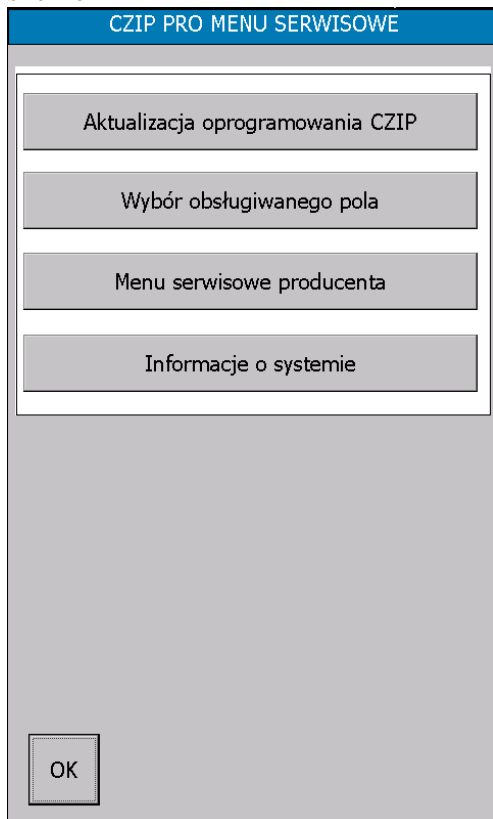 CZIP PRO MENU SERWISOWE
Aktualizacja oprogramowania CZIP
Wybór obsługiwanego pola
Menu serwisowe producenta
Informacje o systemie
OK